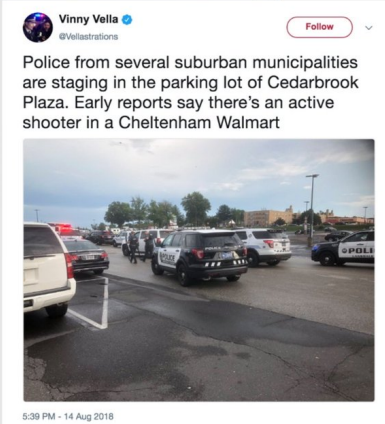 Vinny Vella
@Vellastrations
Follow
Police from several suburban municipalities
are staging in the parking lot of Cedarbrook
Plaza. Early reports say there's an active
shooter in a Cheltenham Walmart
POLICE
POLI
5:39 PM - 14 Aug 2018